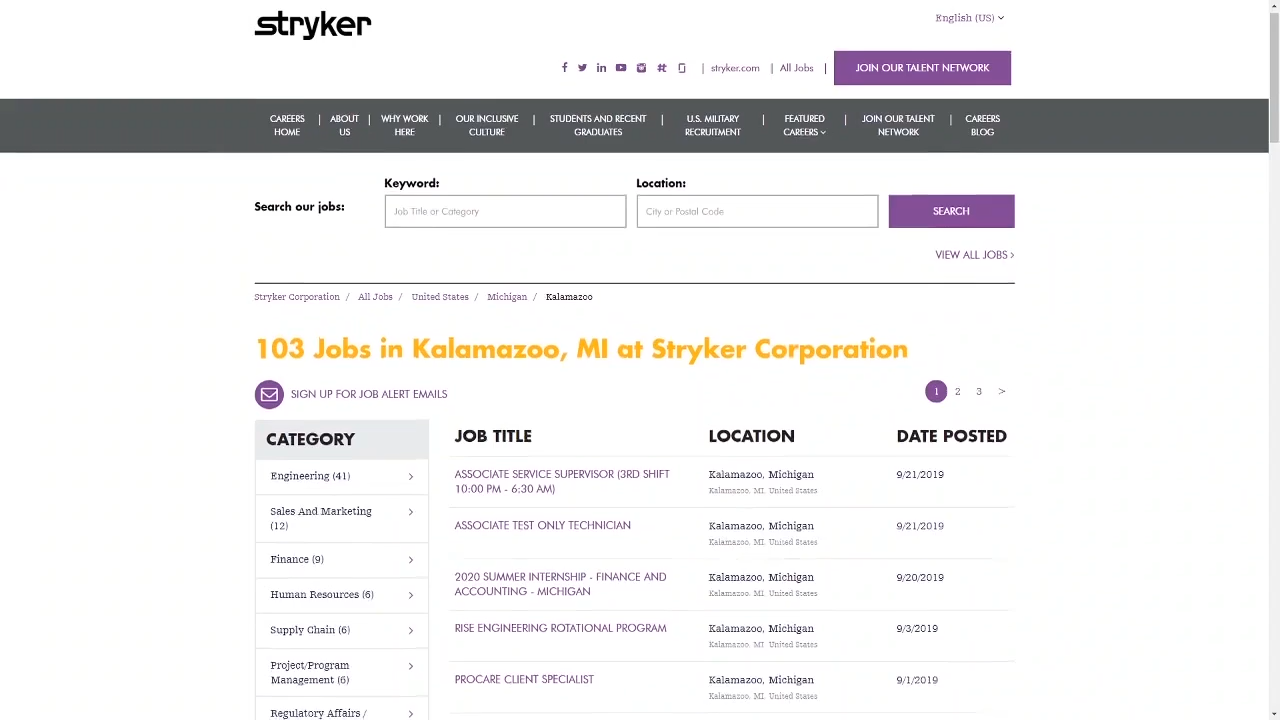 stryker
English (US)
| stryker.com | All Jobs | JOIN OUR TALENT NETWORK
CAREERS HOME | ABOUT US | WHY WORK HERE | OUR INCLUSIVE CULTURE | STUDENTS AND RECENT GRADUATES | U.S. MILITARY RECRUITMENT | FEATURED CAREERS | JOIN OUR TALENT NETWORK | CAREERS BLOG
Keyword:
Location:
Search our jobs:
Job Title or Category
City or Postal Code
SEARCH
VIEW ALL JOBS >
Stryker Corporation / All Jobs / United States / Michigan / Kalamazoo
103 Jobs in Kalamazoo, MI at Stryker Corporation
SIGN UP FOR JOB ALERT EMAILS
1 2 3 >
CATEGORY
Engineering (41)
Sales And Marketing
(12)
Finance (9)
Human Resources (6)
Supply Chain (6)
Project/Program
Management (6)
Regulatory Affairs /
JOB TITLE LOCATION DATE POSTED
ASSOCIATE SERVICE SUPERVISOR (3RD SHIFT
10:00 PM - 6:30 AM)
Kalamazoo, Michigan
Kalamazoo, MI, United States
9/21/2019
ASSOCIATE TEST ONLY TECHNICIAN
Kalamazoo, Michigan
Kalamazoo, MI, United States
9/21/2019
2020 SUMMER INTERNSHIP - FINANCE AND
ACCOUNTING - MICHIGAN
Kalamazoo, Michigan
Kalamazoo, MI, United States
9/20/2019
RISE ENGINEERING ROTATIONAL PROGRAM
Kalamazoo, Michigan
Kalamazoo, MI, United States
9/3/2019
PROCARE CLIENT SPECIALIST
Kalamazoo, Michigan
Kalamazoo, MI, United States
9/1/2019